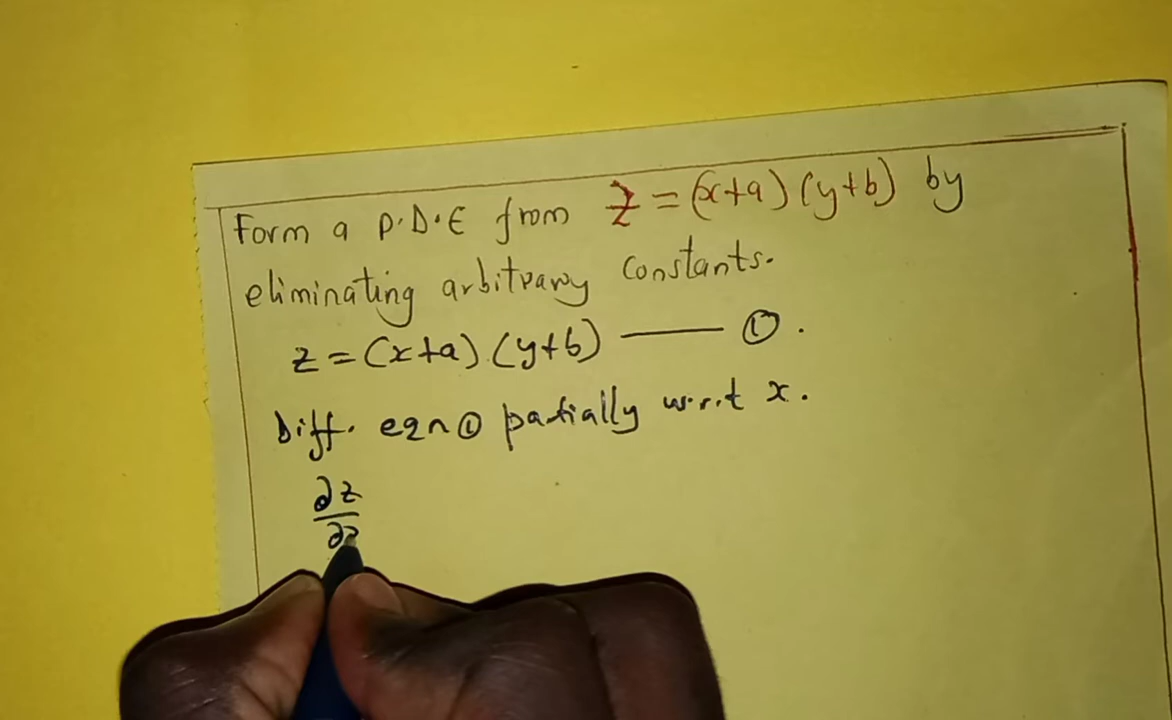 Form a P.D.E from z = (x+a) (y+b) by
eliminating arbitrary constants.
z = (x+a).(y+b) —— ① .
Diff. eqn ① partially w.r.t x.
∂z
∂x